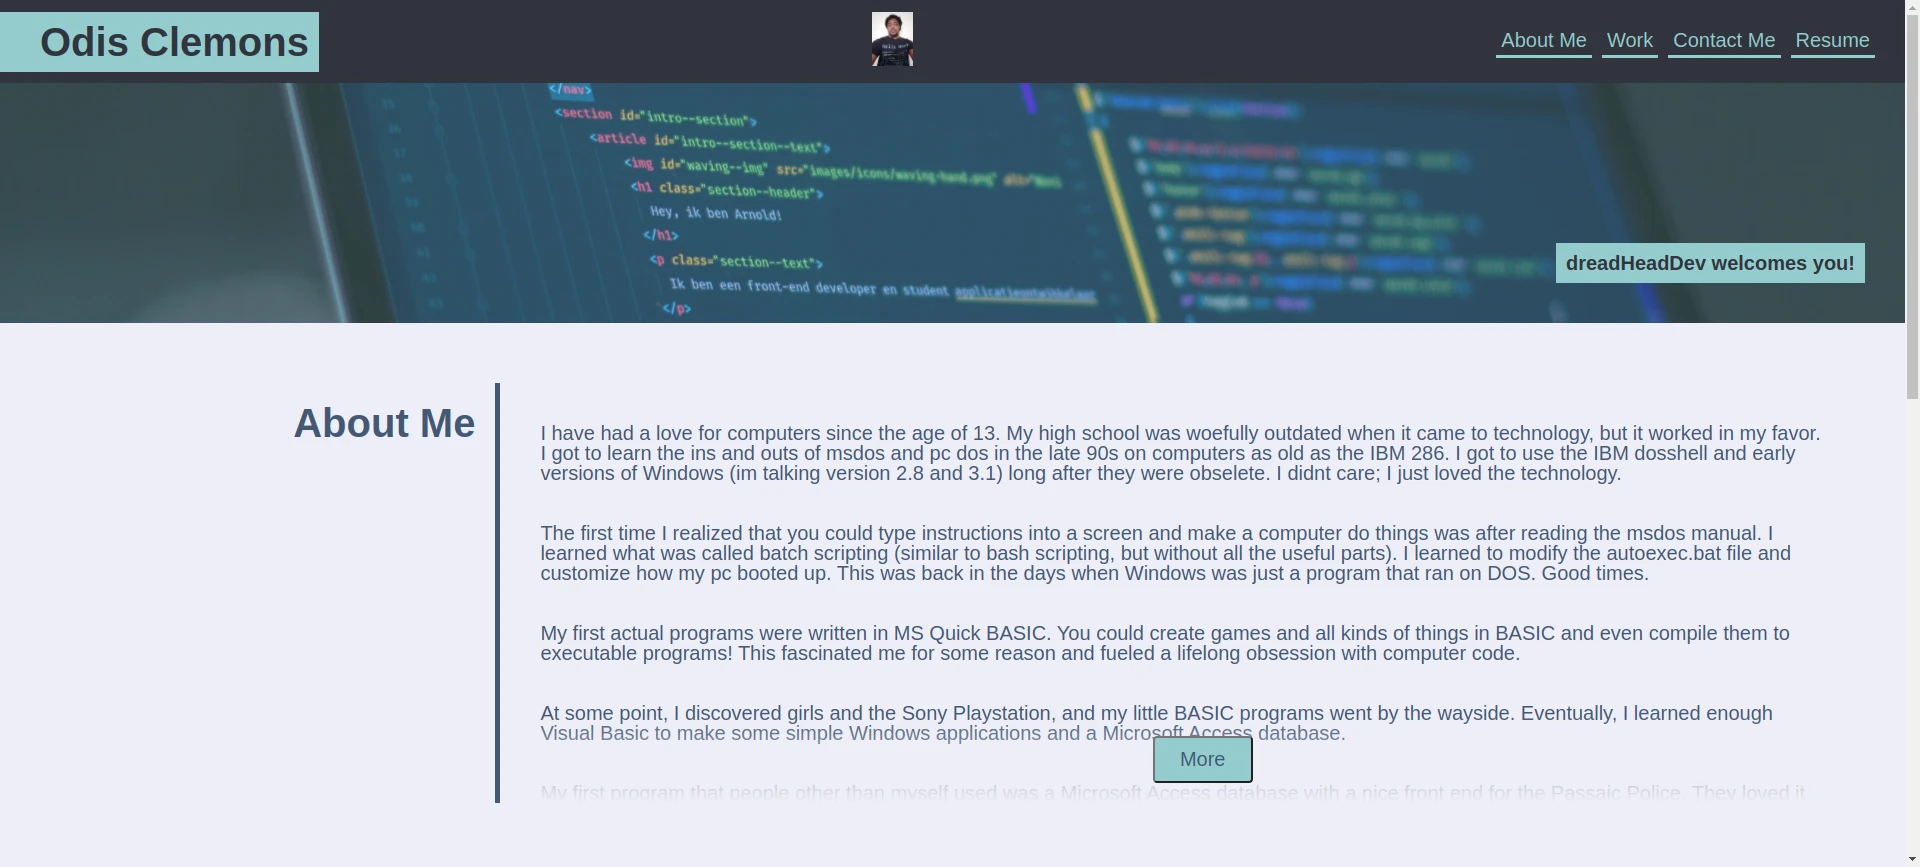 Odis Clemons
About Me
Work
Contact Me
Resume
</nav>
<section id="intro--section">
<article id="intro--section--text">
<img id="waving--img" src="images/icons/waving-hand.png" alt=
<h1 class="section--header">
Hey, ik ben Arnold!
</h1>
<p class="section--text">
Ik ben een front-end developer en student
</p>
dreadHeadDev welcomes you!
About Me
I have had a love for computers since the age of 13. My high school was woefully outdated when it came to technology, but it worked in my favor.
I got to learn the ins and outs of msdos and pc dos in the late 90s on computers as old as the IBM 286. I got to use the IBM dosshell and early
versions of Windows (im talking version 2.8 and 3.1) long after they were obselete. I didnt care; I just loved the technology.
The first time I realized that you could type instructions into a screen and make a computer do things was after reading the msdos manual. I
learned what was called batch scripting (similar to bash scripting, but without all the useful parts). I learned to modify the autoexec.bat file and
customize how my pc booted up. This was back in the days when Windows was just a program that ran on DOS. Good times.
My first actual programs were written in MS Quick BASIC. You could create games and all kinds of things in BASIC and even compile them to
executable programs! This fascinated me for some reason and fueled a lifelong obsession with computer code.
At some point, I discovered girls and the Sony Playstation, and my little BASIC programs went by the wayside. Eventually, I learned enough
Visual Basic to make some simple Windows applications and a Microsoft Access database.
More
My first program that people other than myself used was a Microsoft Access database with a nice front end for the Passaic Police. They loved it